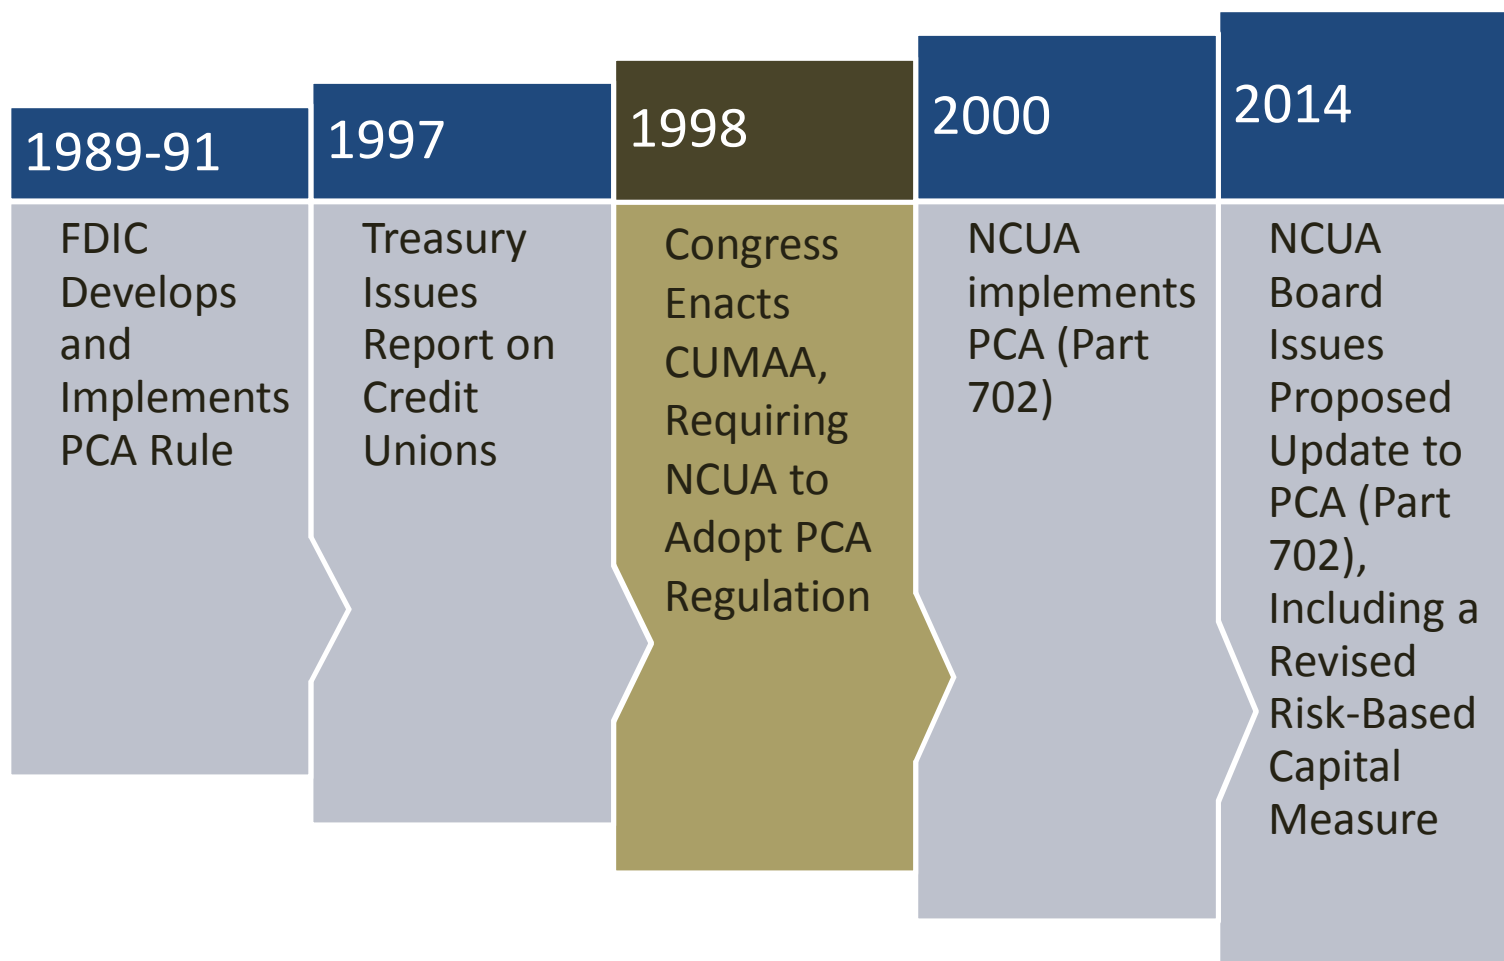 1989-91
FDIC
Develops
and
Implements
PCA Rule
1997
Treasury
Issues
Report on
Credit
Unions
1998
Congress
Enacts
CUMAA,
Requiring
NCUA to
Adopt PCA
Regulation
2000
NCUA
implements
PCA (Part
702)
2014
NCUA
Board
Issues
Proposed
Update to
PCA (Part
702),
Including a
Revised
Risk-Based
Capital
Measure